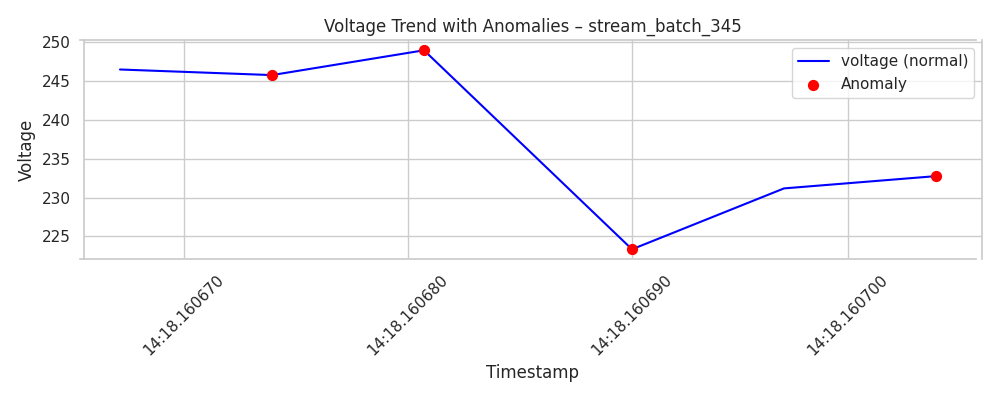 Voltage Trend with Anomalies – stream_batch_345
250
245
240
235
230
225
Voltage
voltage (normal)
Anomaly
14:18.160670
14:18.160680
14:18.160690
14:18.160700
Timestamp